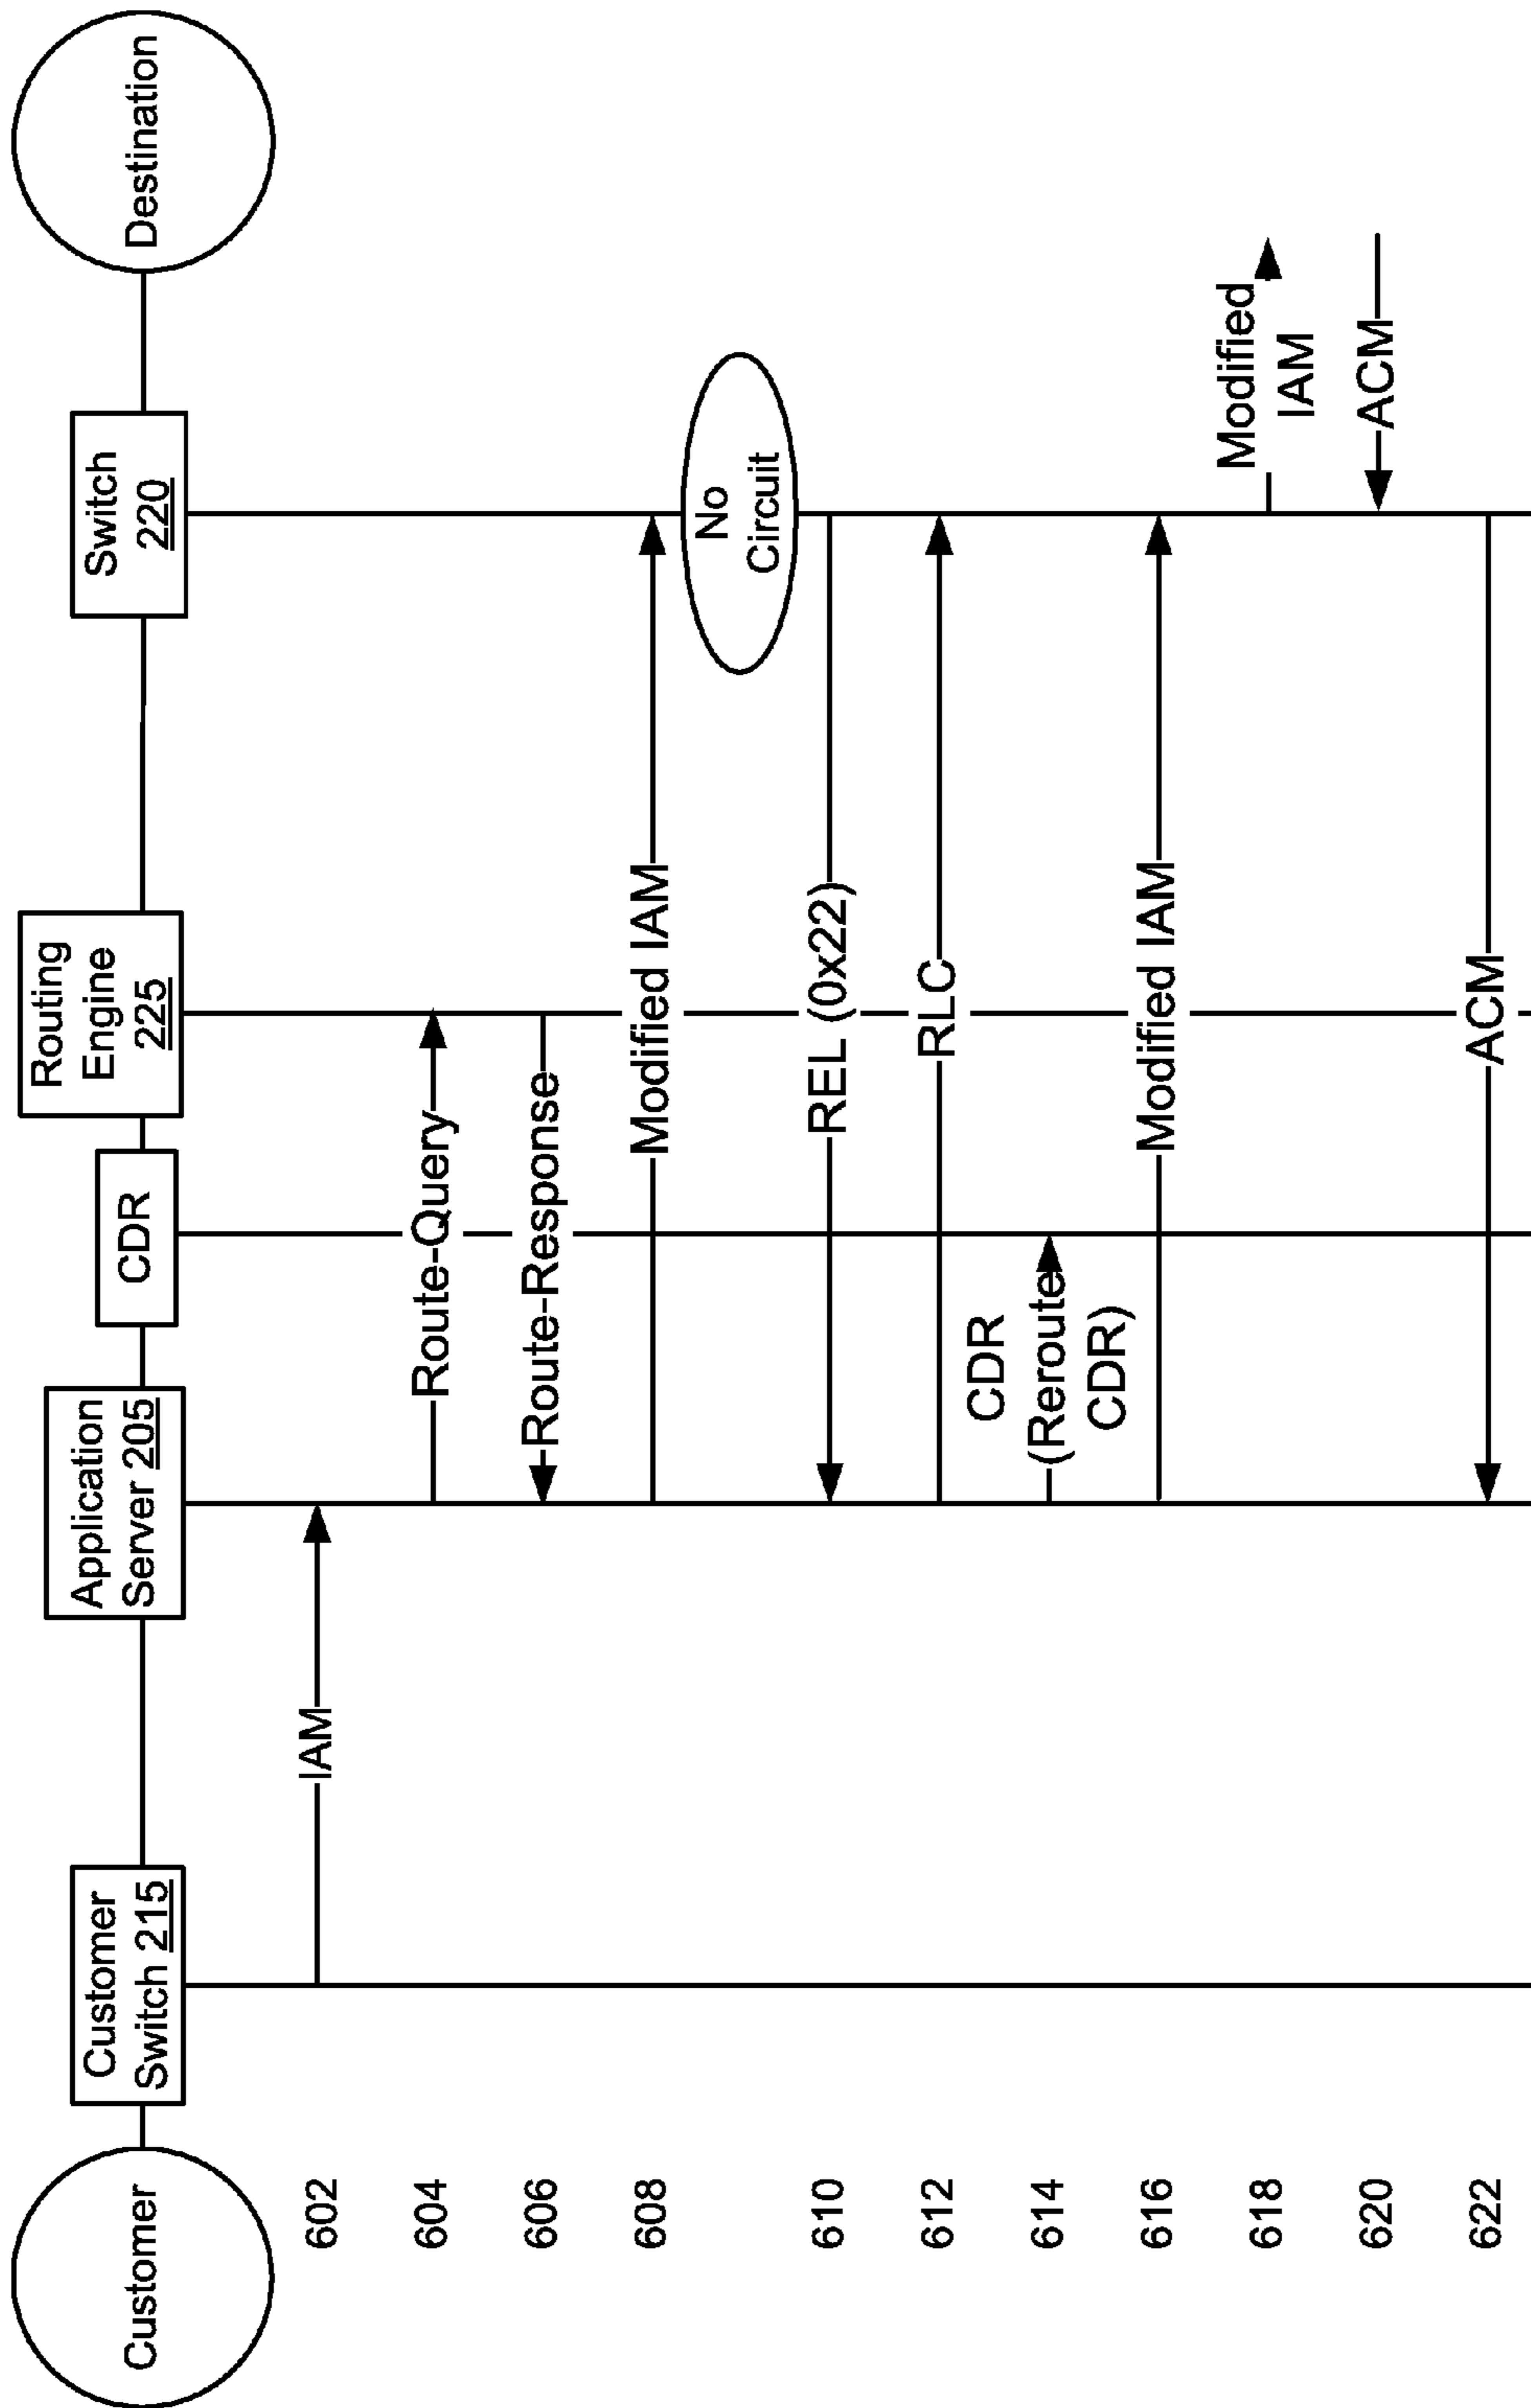 Customer
Customer
Switch 215
Application
Server 205
CDR
Routing
Engine
225
Switch
220
Destination
602
IAM
604
Route-Query
606
Route-Response
608
Modified IAM
No
Circuit
610
REL (0x22)
612
RLC
614
CDR
(Reroute
CDR)
616
Modified IAM
618
Modified
IAM
620
ACM
622
ACM